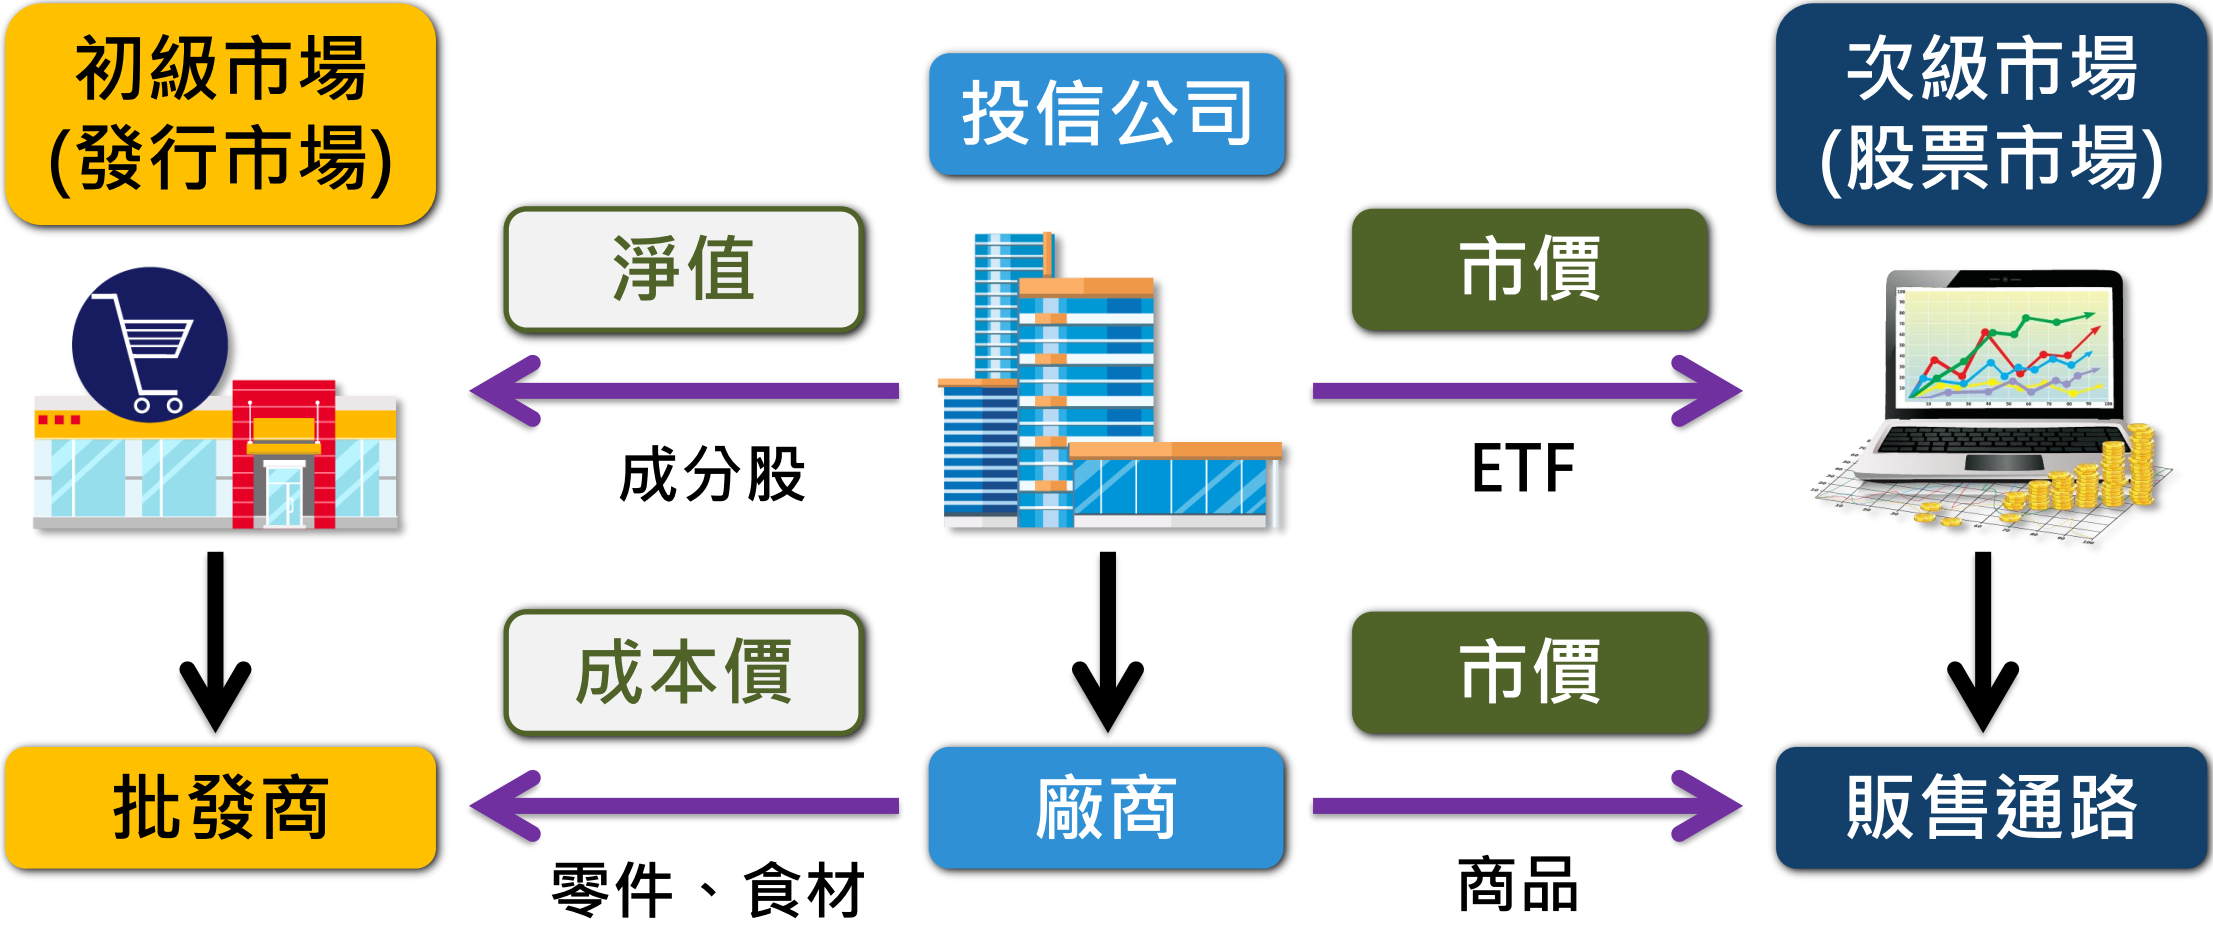 初級市場
(發行市場)
投信公司
次級市場
(股票市場)
淨值
市價
成分股
ETF
成本價
市價
批發商
廠商
販售通路
零件、食材
商品